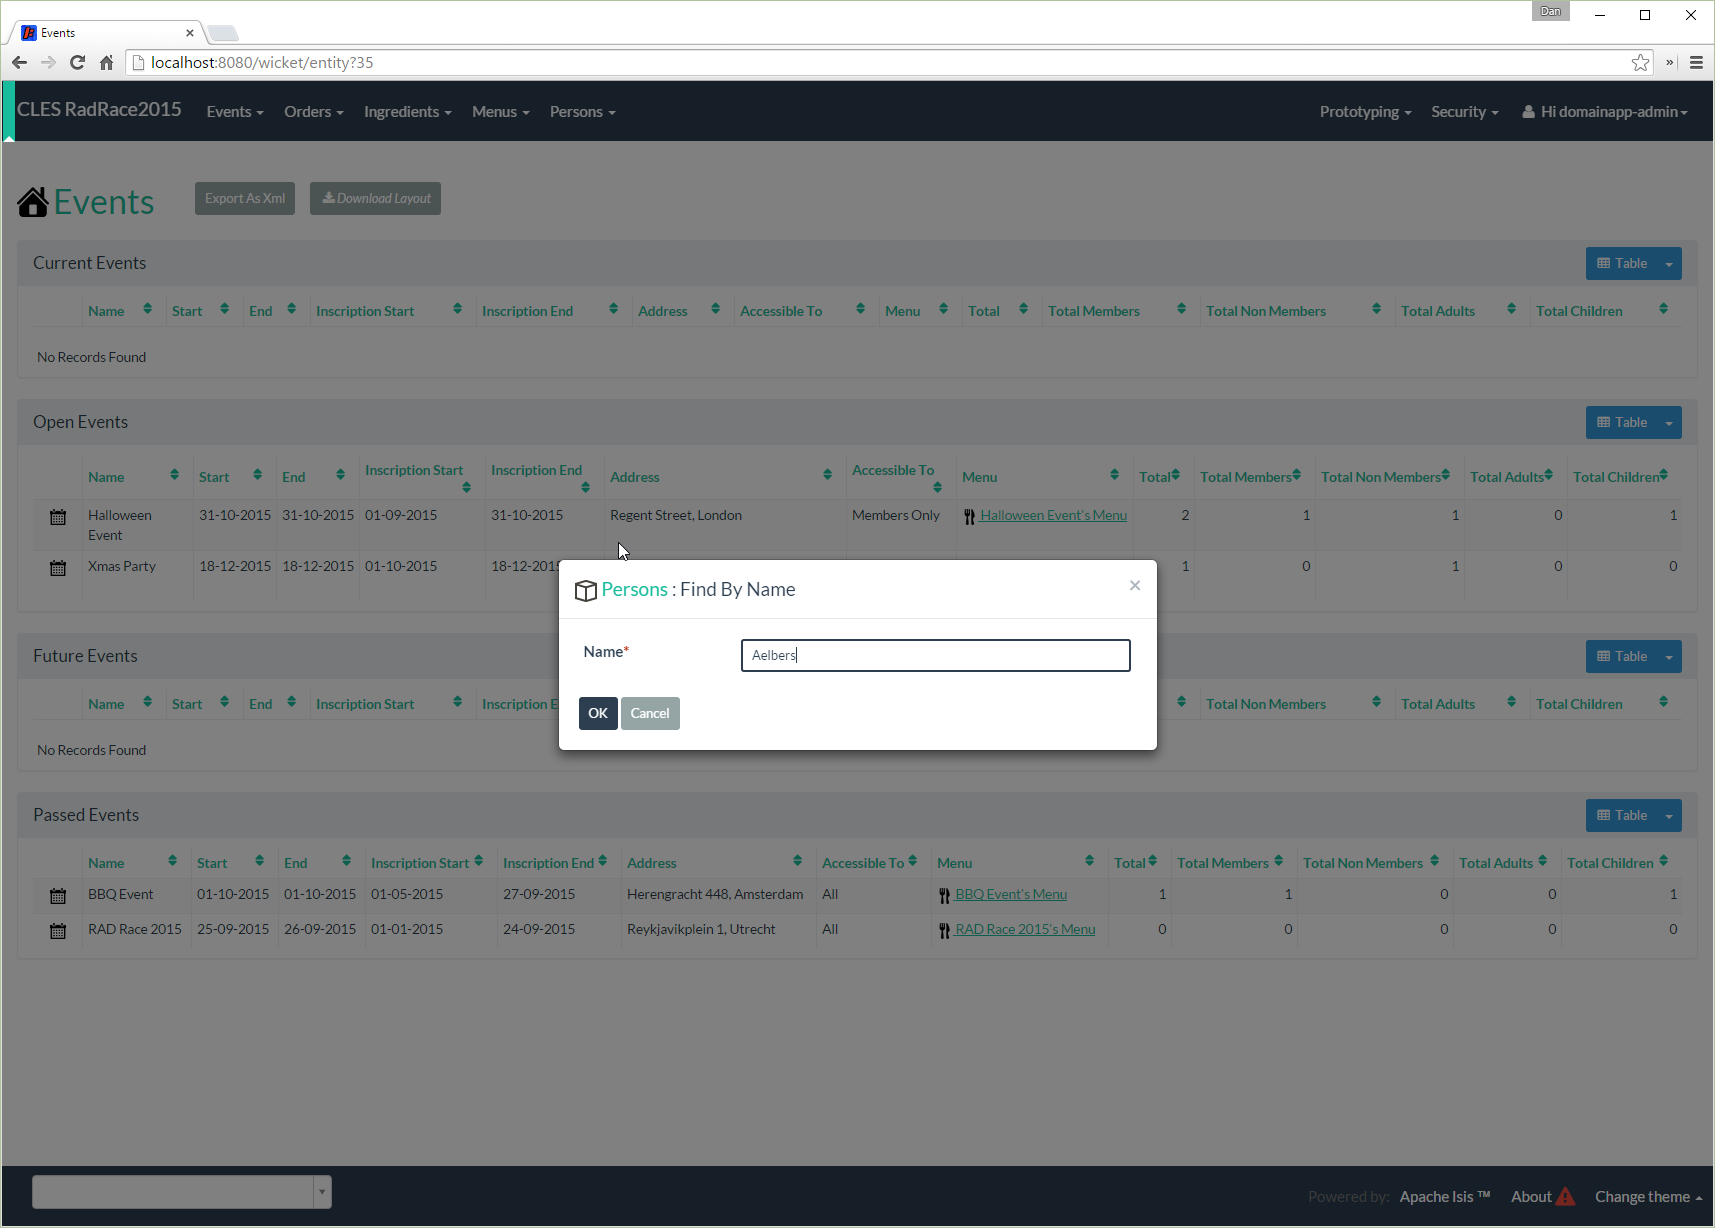 Dan
Events
localhost:8080/wicket/entity?35
CLES RadRace2015 Events Orders Ingredients Menus Persons Prototyping Security Hi domainapp-admin
Events Export As Xml Download Layout
Current Events Table
Name Start End Inscription Start Inscription End Address Accessible To Menu Total Total Members Total Non Members Total Adults Total Children
No Records Found
Open Events Table
Name Start End Inscription Start Inscription End Address Accessible To Menu Total Total Members Total Non Members Total Adults Total Children
Halloween Event 31-10-2015 31-10-2015 01-09-2015 31-10-2015 Regent Street, London Members Only Halloween Event's Menu 2 1 1 0 1
Xmas Party 18-12-2015 18-12-2015 01-10-2015 18-12-201 1 0 1 0 0
Persons : Find By Name ×
Name* Aelbers
OK Cancel
Future Events Table
Name Start End Inscription Start Inscription E Total Non Members Total Adults Total Children
No Records Found
Passed Events Table
Name Start End Inscription Start Inscription End Address Accessible To Menu Total Total Members Total Non Members Total Adults Total Children
BBQ Event 01-10-2015 01-10-2015 01-05-2015 27-09-2015 Herengracht 448, Amsterdam All BBQ Event's Menu 1 1 0 0 1
RAD Race 2015 25-09-2015 26-09-2015 01-01-2015 24-09-2015 Reykjavikplein 1, Utrecht All RAD Race 2015's Menu 0 0 0 0 0
Powered by: Apache Isis ™ About Change theme